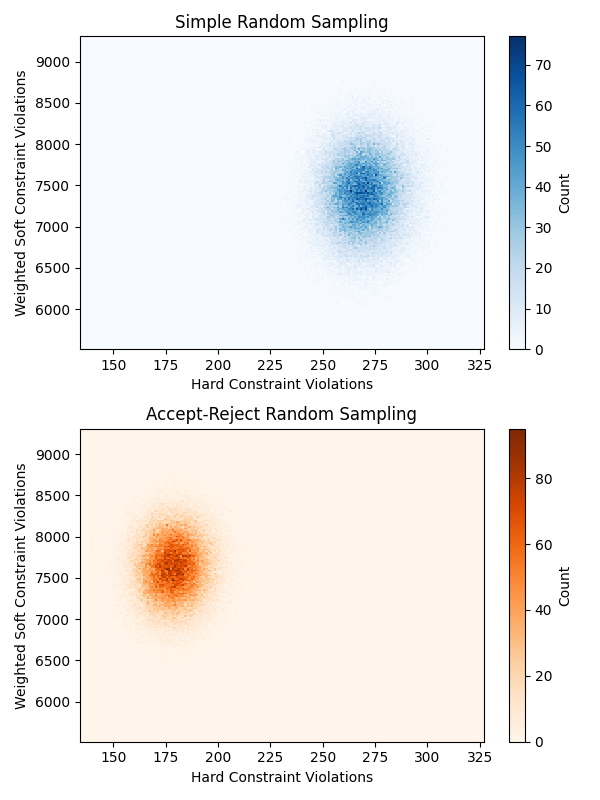 Simple Random Sampling
Weighted Soft Constraint Violations
9000
8500
8000
7500
7000
6500
6000
150 175 200 225 250 275 300 325
Hard Constraint Violations
70
60
50
40
30
20
10
0
Count
Accept-Reject Random Sampling
Weighted Soft Constraint Violations
9000
8500
8000
7500
7000
6500
6000
150 175 200 225 250 275 300 325
Hard Constraint Violations
80
60
40
20
0
Count